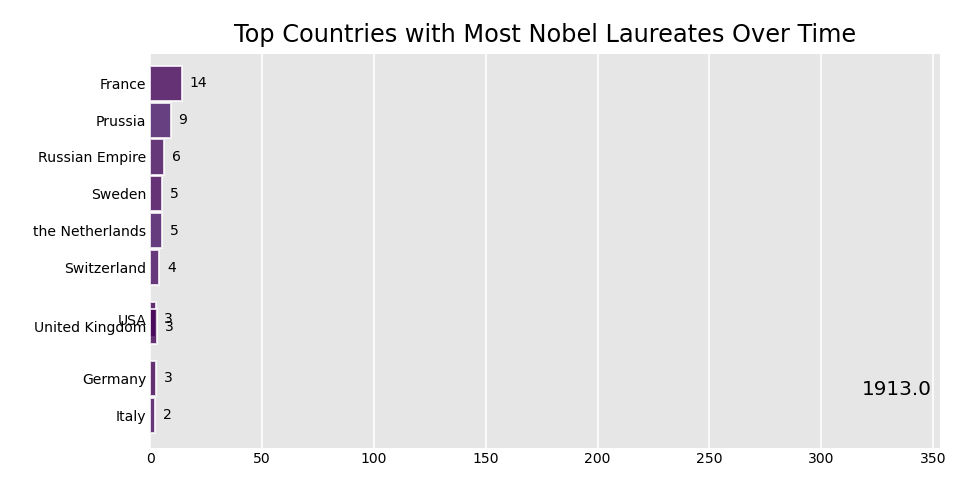 Top Countries with Most Nobel Laureates Over Time
France 14
Prussia 9
Russian Empire 6
Sweden 5
the Netherlands 5
Switzerland 4
USA 3
United Kingdom 3
Germany 3
1913.0
Italy 2
0 50 100 150 200 250 300 350